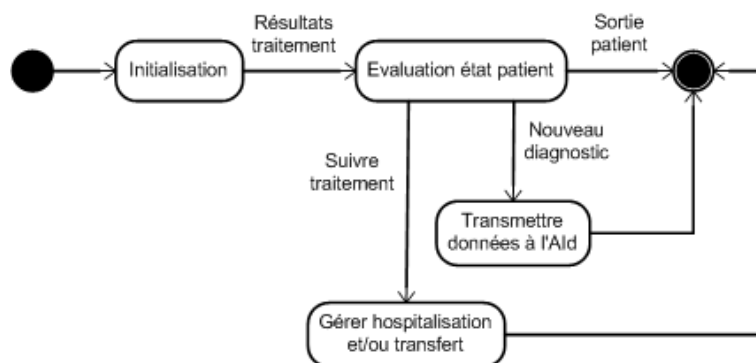 Résultats
traitement
Sortie
patient
Initialisation
Evaluation état patient
Suivre
traitement
Nouveau
diagnostic
Transmettre
données à l'AId
Gérer hospitalisation
et/ou transfert